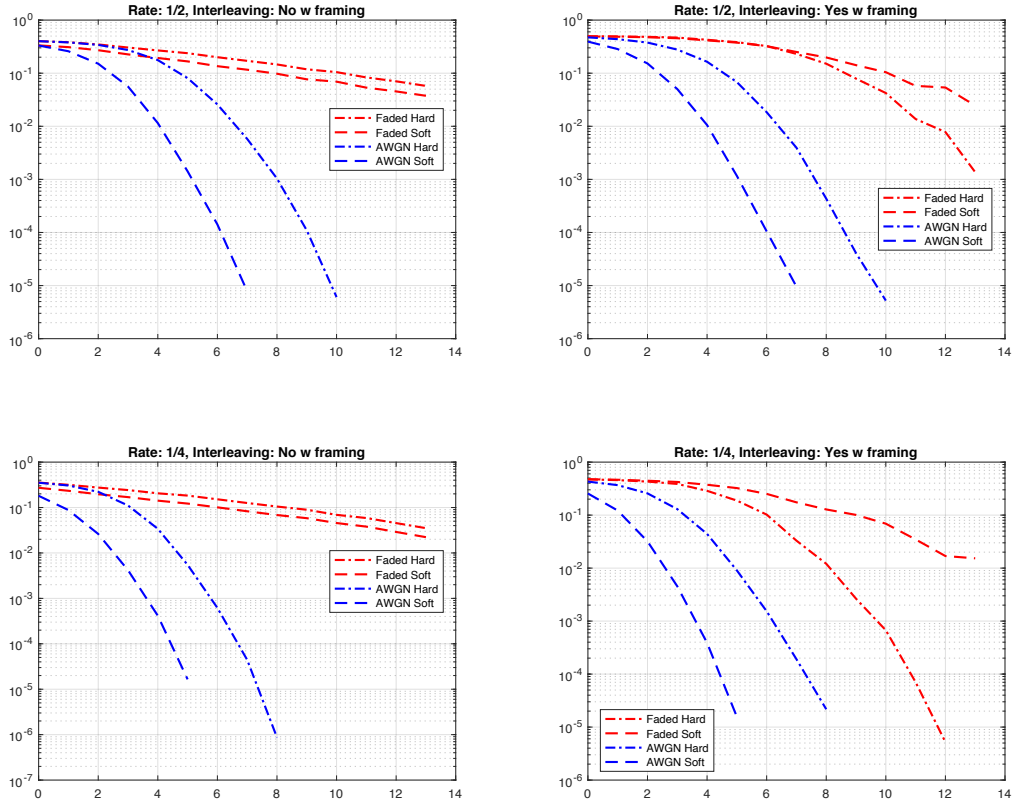 Rate: 1/2, Interleaving: No w framing
10^0
10^-1
10^-2
10^-3
10^-4
10^-5
10^-6
0 2 4 6 8 10 12 14
Faded Hard
Faded Soft
AWGN Hard
AWGN Soft
Rate: 1/2, Interleaving: Yes w framing
10^0
10^-1
10^-2
10^-3
10^-4
10^-5
10^-6
0 2 4 6 8 10 12 14
Faded Hard
Faded Soft
AWGN Hard
AWGN Soft
Rate: 1/4, Interleaving: No w framing
10^0
10^-1
10^-2
10^-3
10^-4
10^-5
10^-6
10^-7
0 2 4 6 8 10 12 14
Faded Hard
Faded Soft
AWGN Hard
AWGN Soft
Rate: 1/4, Interleaving: Yes w framing
10^0
10^-1
10^-2
10^-3
10^-4
10^-5
10^-6
0 2 4 6 8 10 12 14
Faded Hard
Faded Soft
AWGN Hard
AWGN Soft